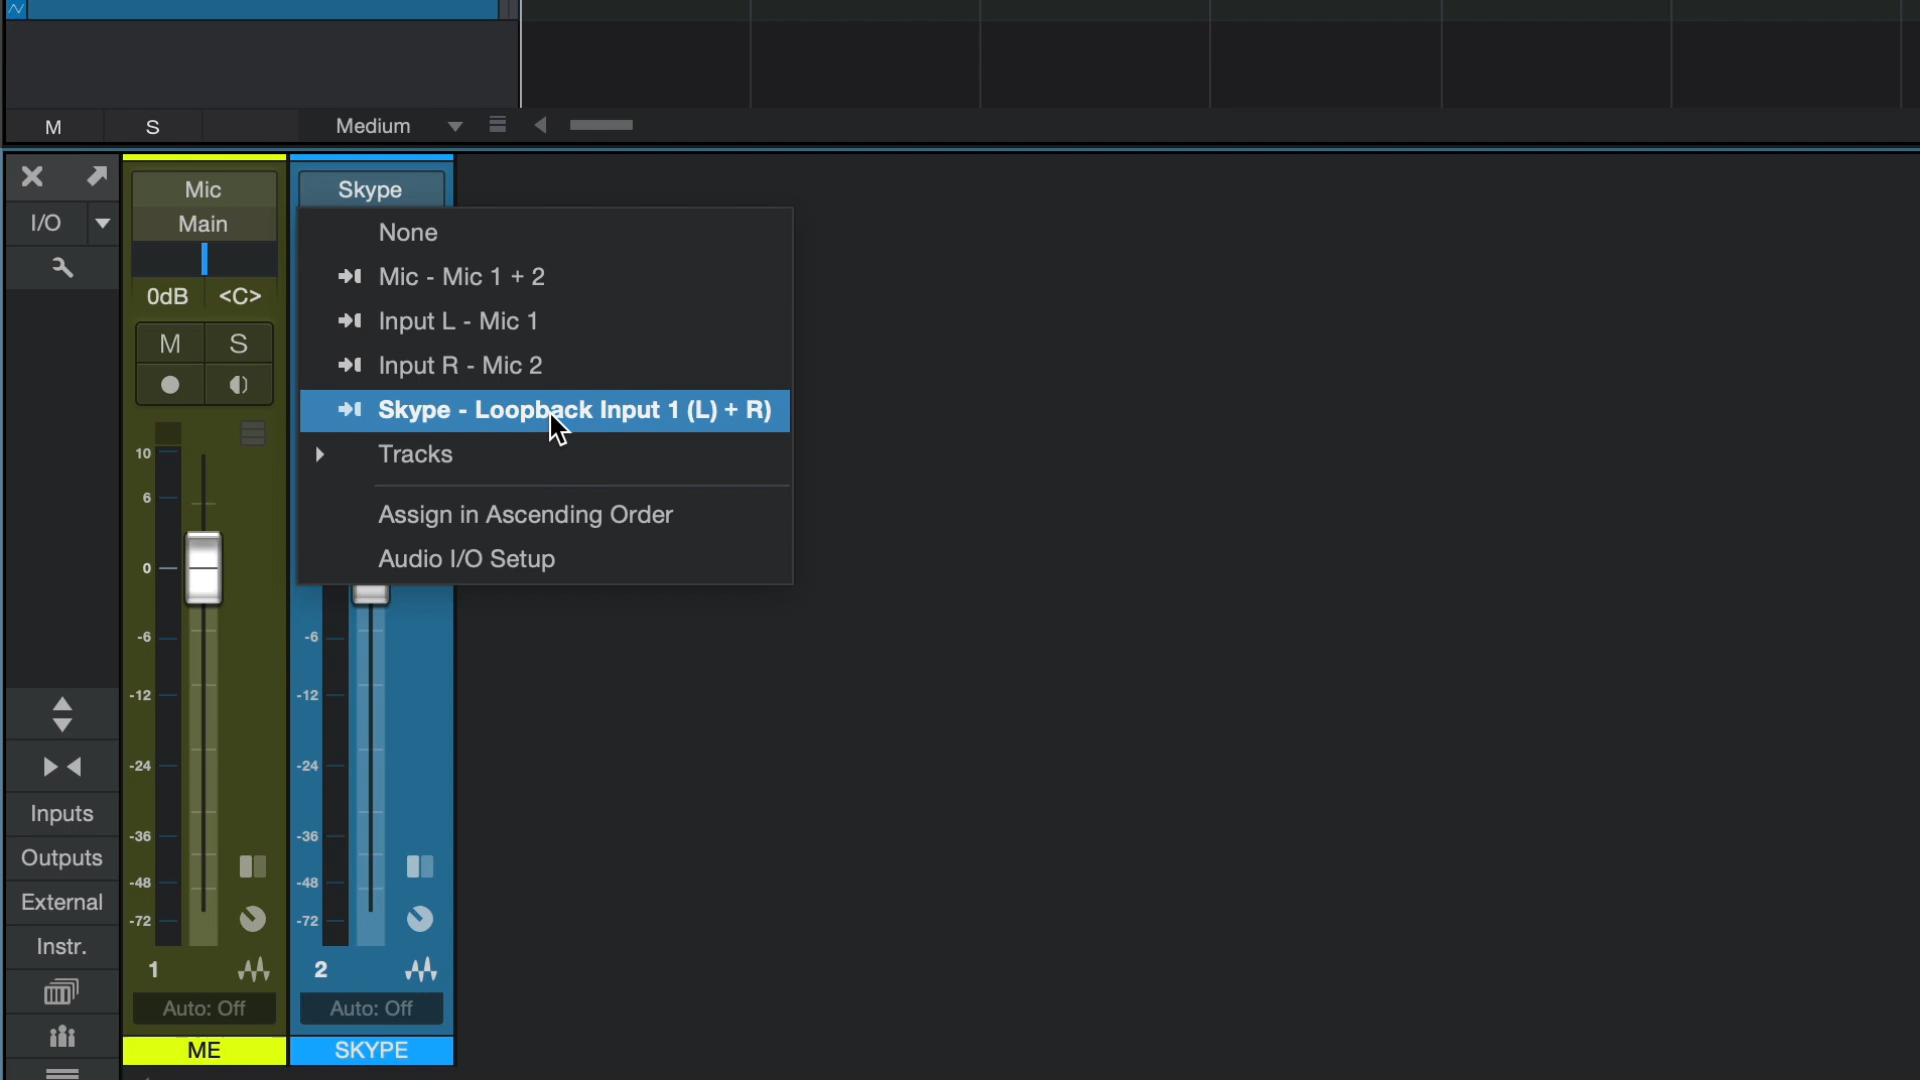 M S Medium
I/O
Mic
Main
0dB <C>
M S
10
6
0
-6
-12
-24
-36
-48
-72
1
Auto: Off
ME
Skype
None
Mic - Mic 1 + 2
Input L - Mic 1
Input R - Mic 2
Skype - Loopback Input 1 (L) + R)
Tracks
Assign in Ascending Order
Audio I/O Setup
-6
-12
-24
-36
-48
-72
2
Auto: Off
SKYPE
Inputs
Outputs
External
Instr.